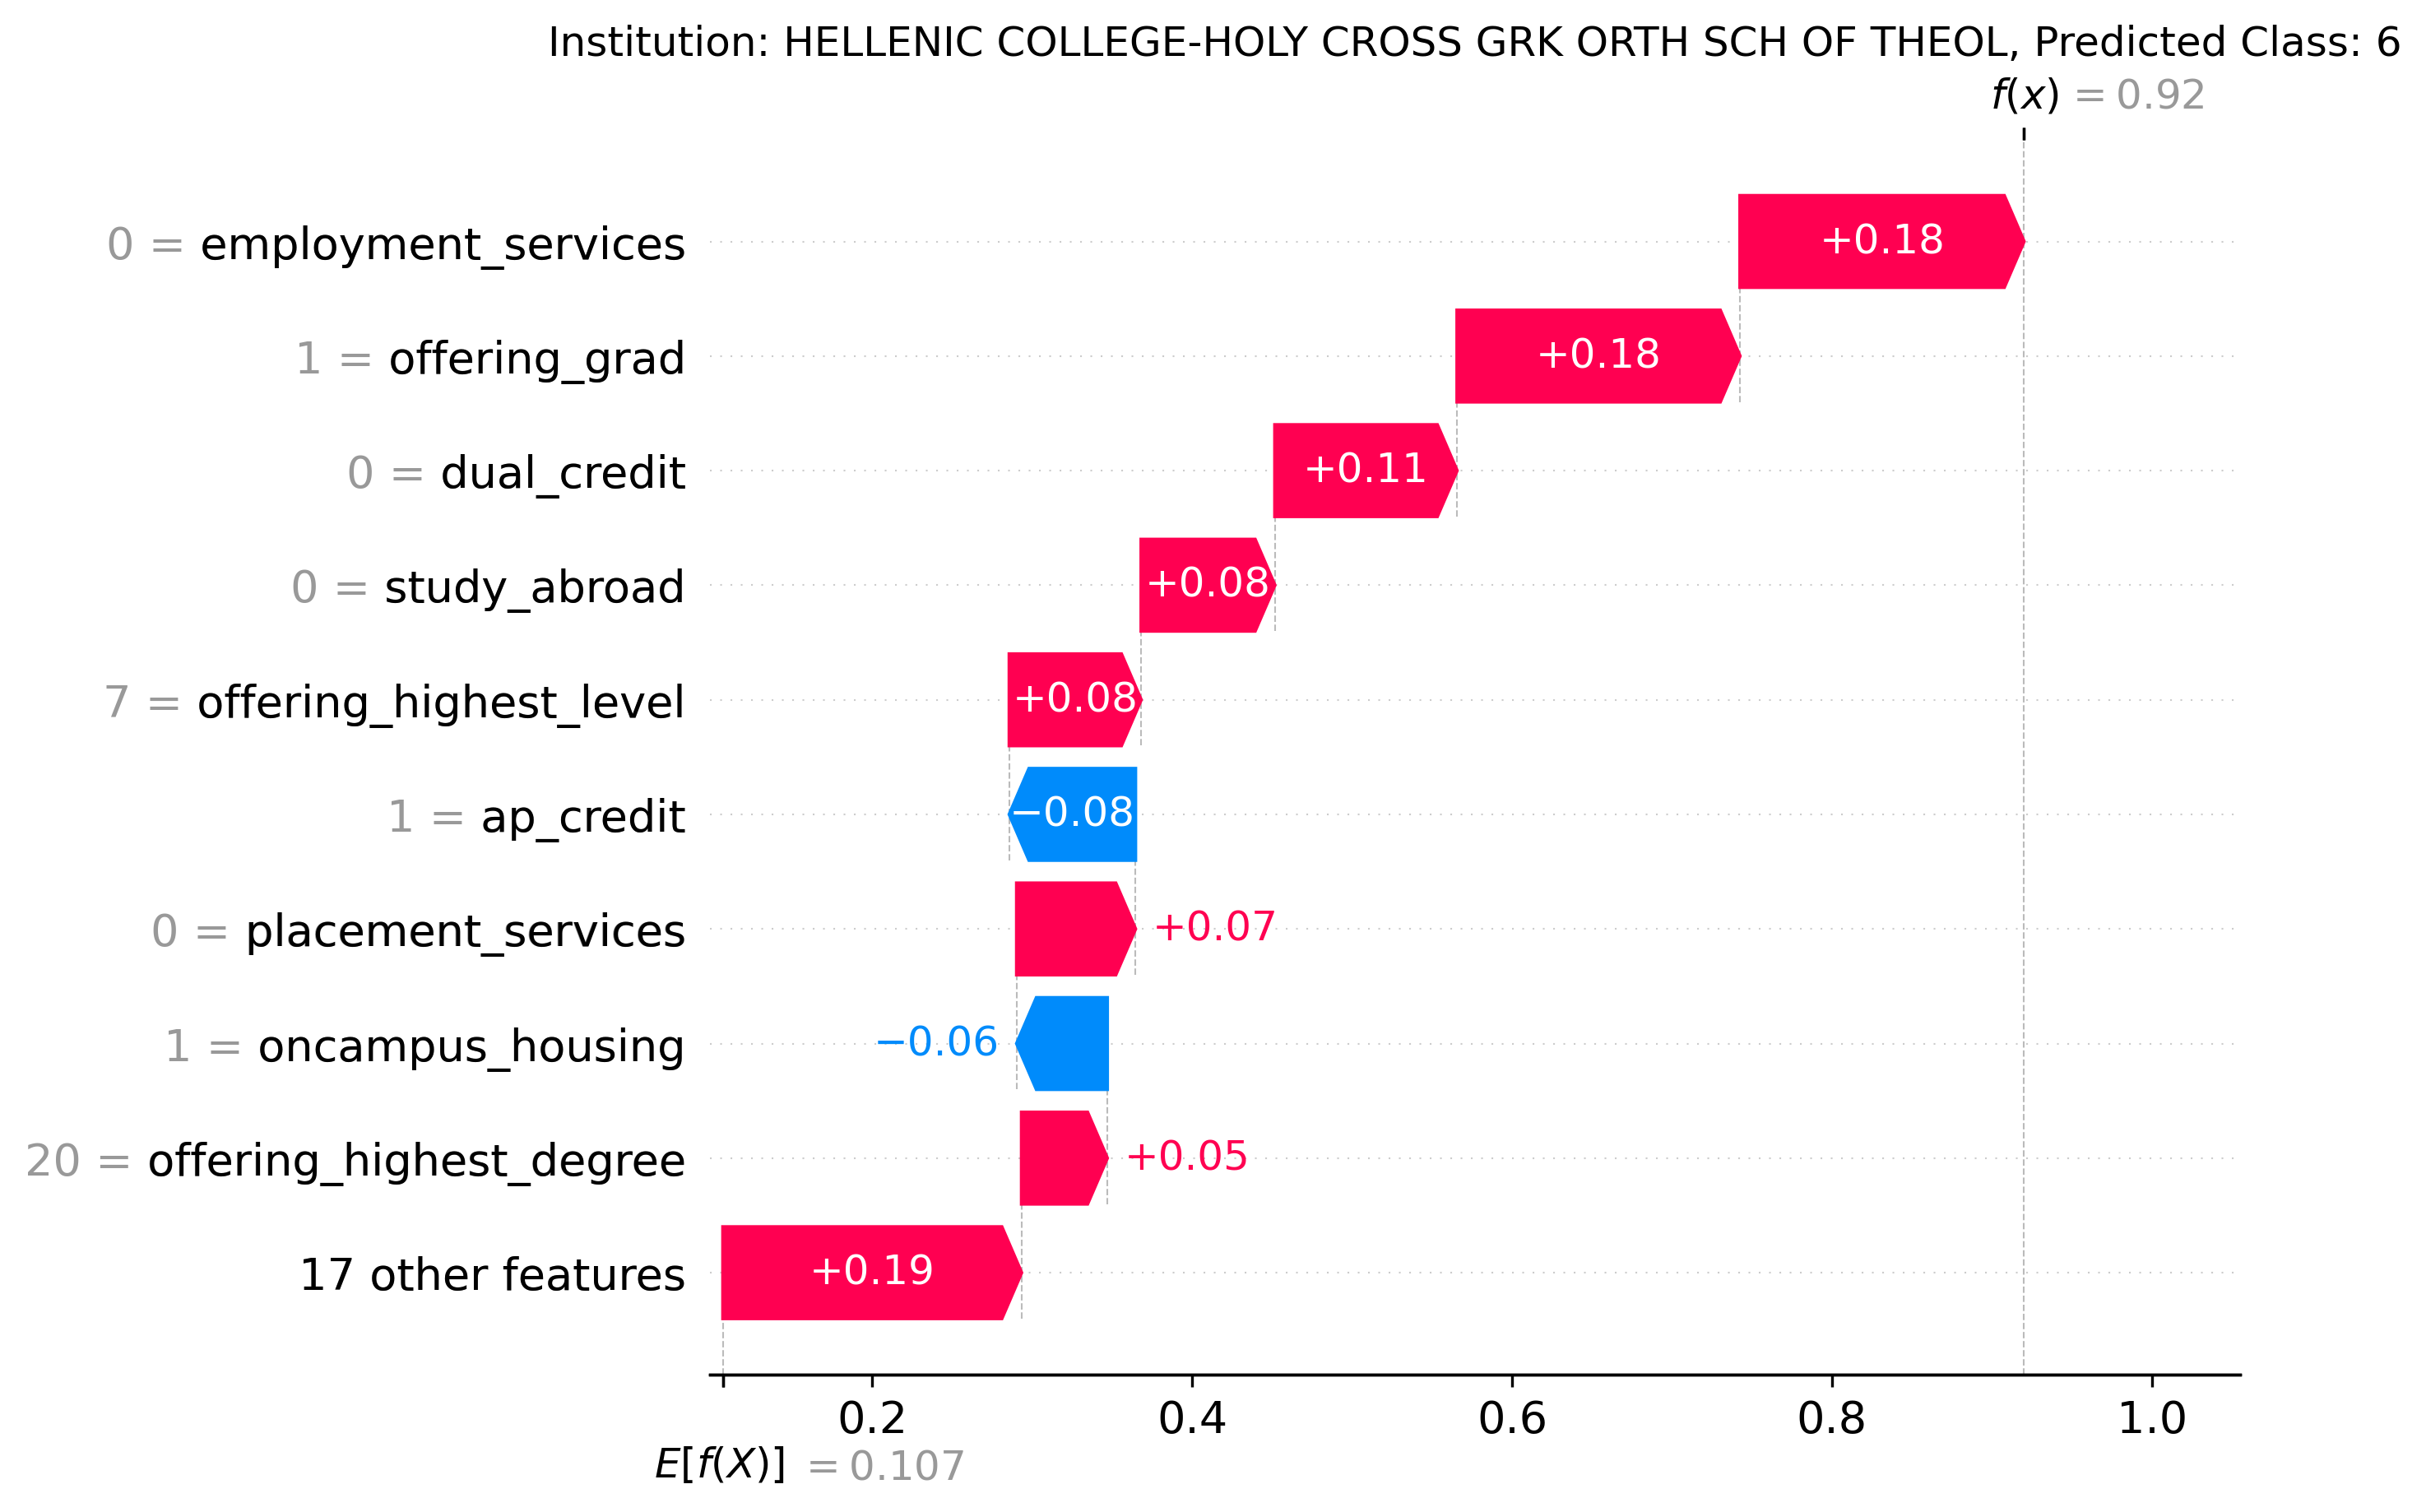 Institution: HELLENIC COLLEGE-HOLY CROSS GRK ORTH SCH OF THEOL, Predicted Class: 6
f(x) = 0.92
0 = employment_services +0.18
1 = offering_grad +0.18
0 = dual_credit +0.11
0 = study_abroad +0.08
7 = offering_highest_level +0.08
1 = ap_credit −0.08
0 = placement_services +0.07
1 = oncampus_housing −0.06
20 = offering_highest_degree +0.05
17 other features +0.19
0.2 0.4 0.6 0.8 1.0
E[f(X)] = 0.107